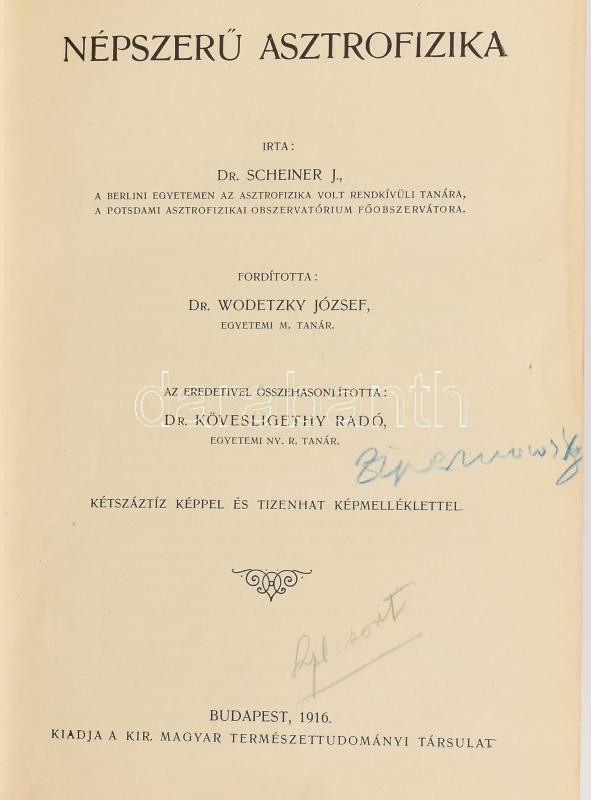 NÉPSZERŰ ASZTROFIZIKA
IRTA:
DR. SCHEINER J.,
A BERLINI EGYETEMEN AZ ASZTROFIZIKA VOLT RENDKÍVÜLI TANÁRA,
A POTSDAMI ASZTROFIZIKAI OBSZERVATÓRIUM FŐOBSZERVÁTORA.
FORDÍTOTTA:
DR. WODETZKY JÓZSEF,
EGYETEMI M. TANÁR.
AZ EREDETIVEL ÖSSZEHASONLÍTOTTA:
darabanth
DR. KÖVESLIGETHY RADÓ,
EGYETEMI NY. R. TANÁR.
KÉTSZÁZTÍZ KÉPPEL ÉS TIZENHAT KÉPMELLÉKLETTEL
BUDAPEST, 1916.
KIADJA A KIR. MAGYAR TERMÉSZETTUDOMÁNYI TÁRSULAT